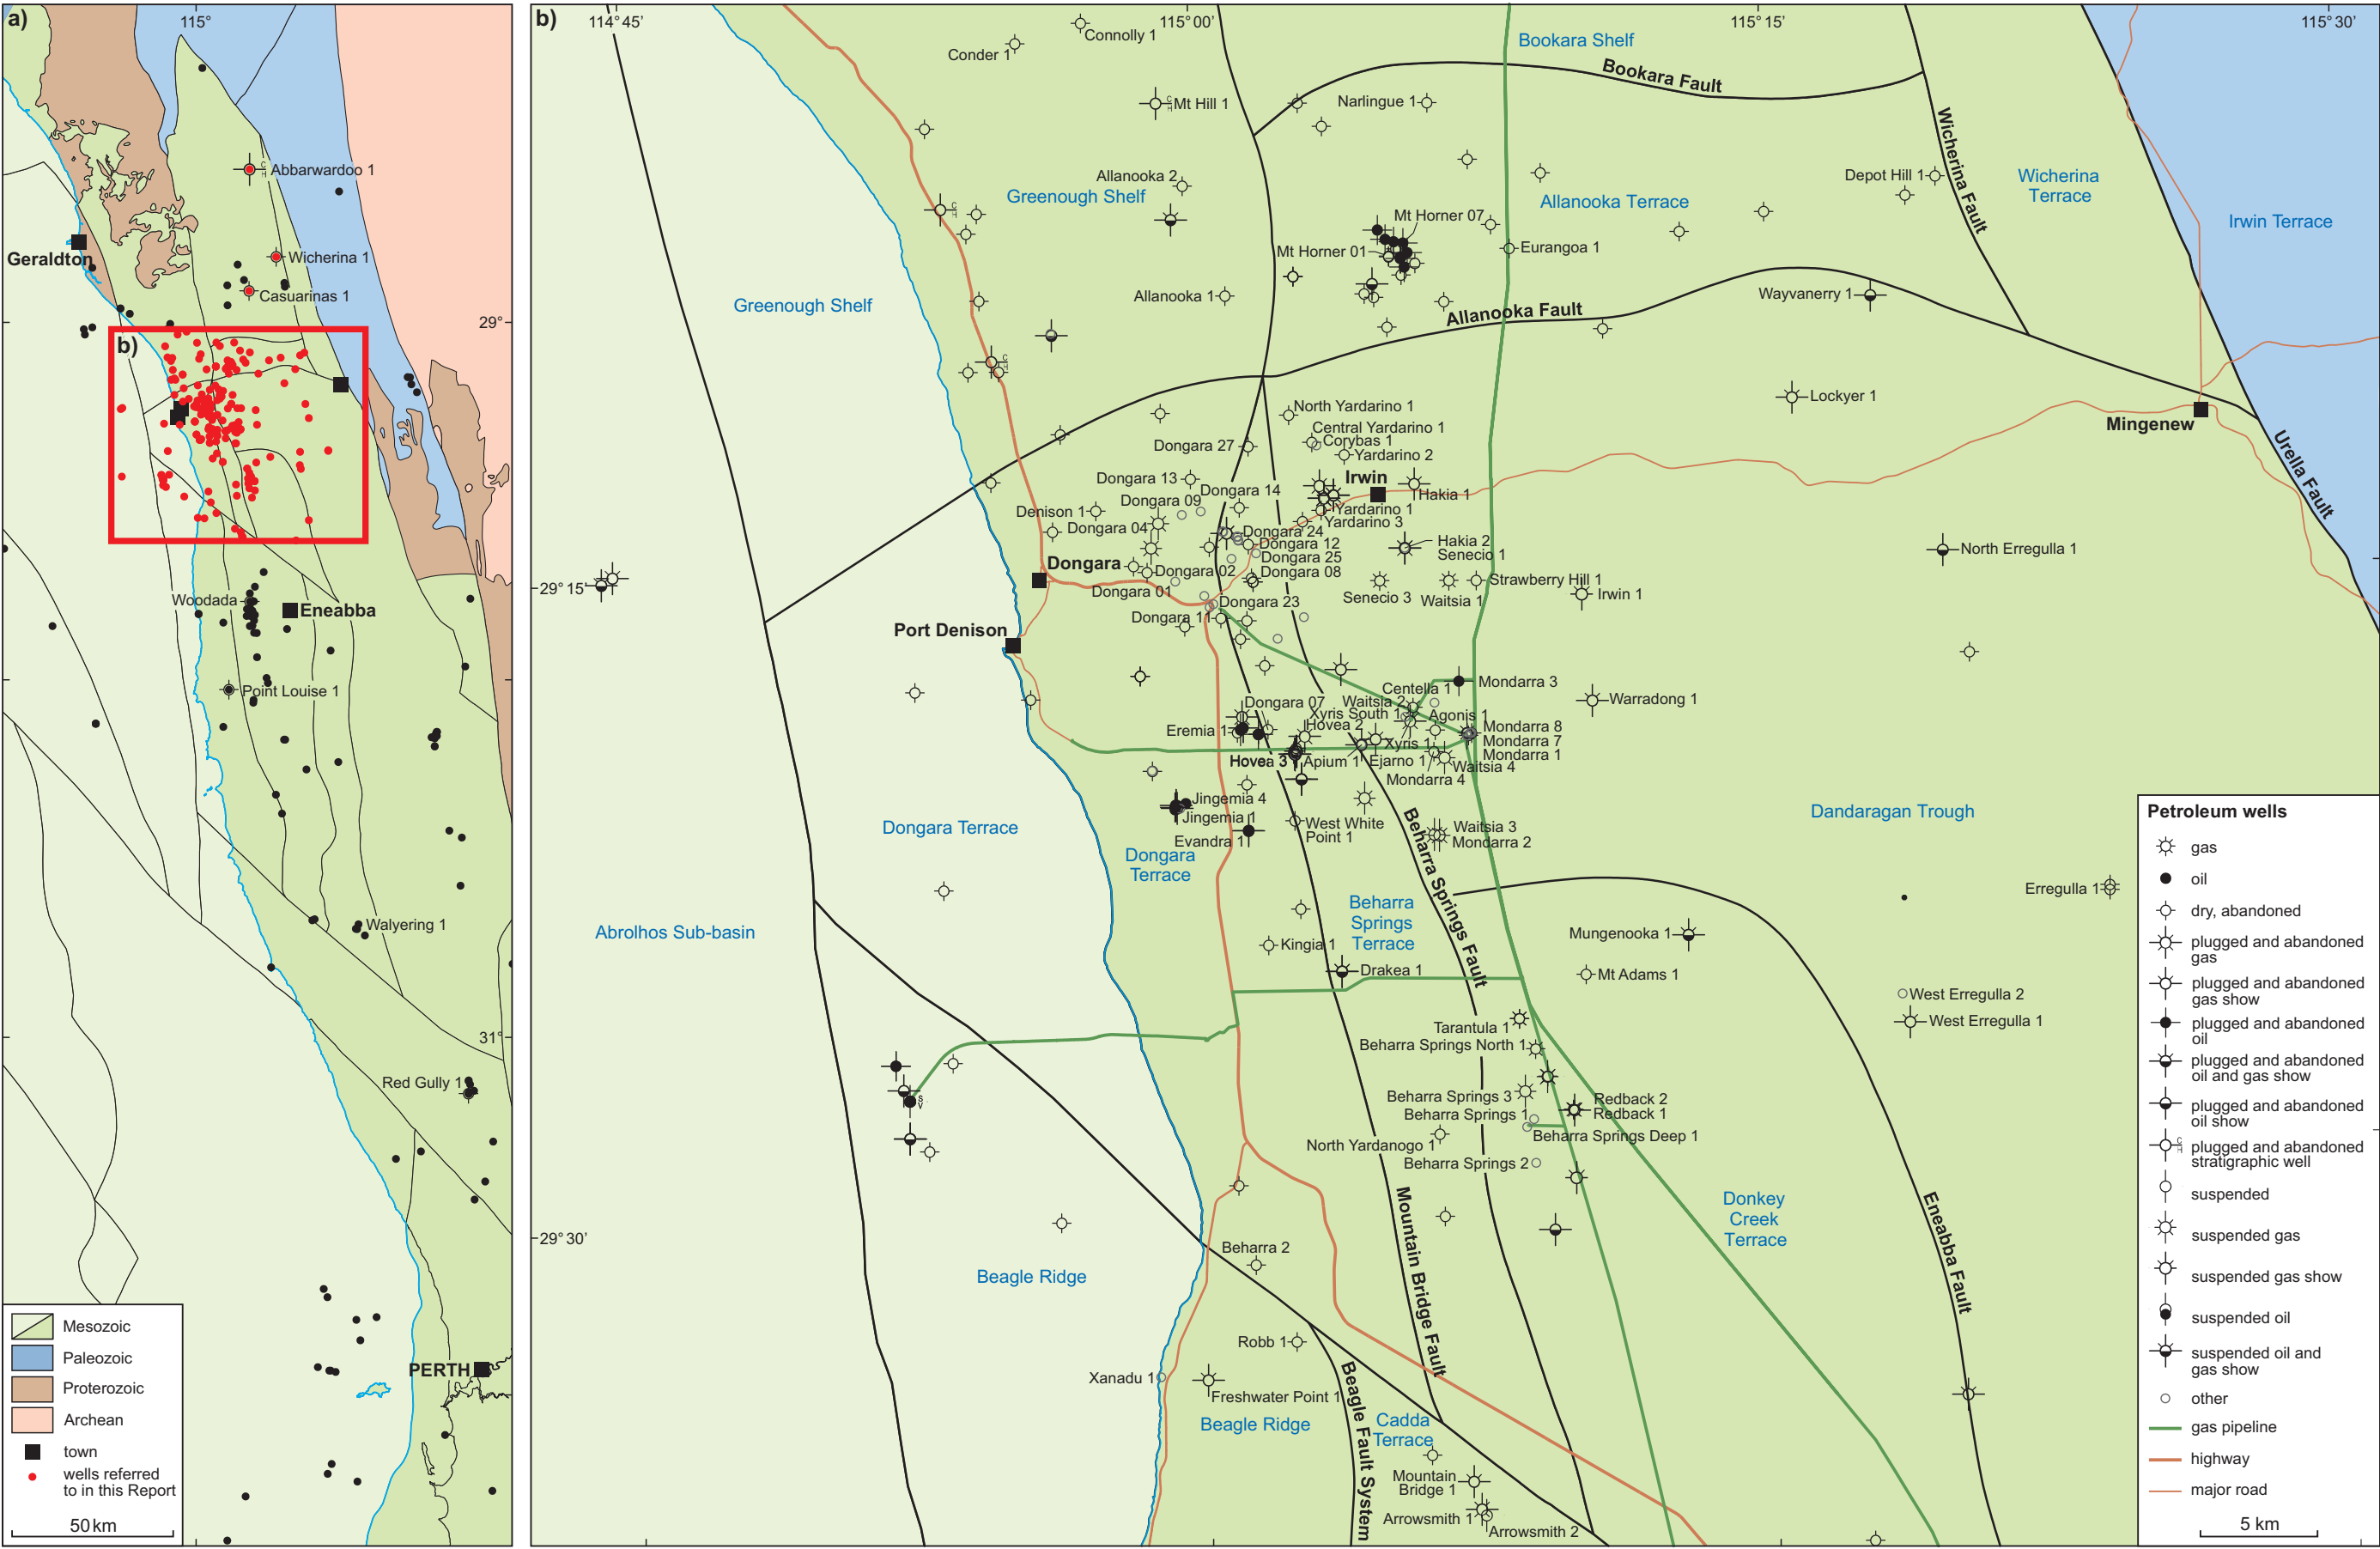 a)
115°
Abbarwardoo 1
Geraldton
Wicherina 1
Casuarinas 1
29°
b)
Woodada
Eneabba
Point Louise 1
Walyering 1
31°
Red Gully 1
PERTH
Mesozoic
Paleozoic
Proterozoic
Archean
town
wells referred
to in this Report
50 km
b)
114° 45’
115° 00’
115° 15’
115° 30’
29° 15’
29° 30’
Connolly 1
Conder 1
Bookara Shelf
Bookara Fault
Mt Hill 1
Narlingue 1
Wicherina Fault
Allanooka 2
Greenough Shelf
Allanooka Terrace
Depot Hill 1
Wicherina
Terrace
Irwin Terrace
Mt Horner 07
Mt Horner 01
Eurangoa 1
Greenough Shelf
Allanooka 1
Allanooka Fault
Wayvanerry 1
Lockyer 1
Mingenew
Urella Fault
North Yardarino 1
Central Yardarino 1
Corybas 1
Dongara 27
Yardarino 2
Dongara 13
Irwin
Dongara 09
Dongara 14
Hakia 1
Denison 1
Yardarino 1
Dongara 04
Yardarino 3
Dongara 24
Dongara 12
Hakia 2
Senecio 1
North Erregulla 1
Dongara
Dongara 25
Dongara 02
Dongara 08
Strawberry Hill 1
Dongara 01
Senecio 3
Waitsia 1
Irwin 1
Dongara 23
Dongara 11
Port Denison
Centella 1
Mondarra 3
Warradong 1
Dongara 07
Waitsia 2
Xyris South 1
Agonis 1
Eremia 1
Hovea 2
Mondarra 8
Mondarra 7
Mondarra 1
Xyris 1
Hovea 3
Apium 1
Ejarno 1
Waitsia 4
Mondarra 4
Jingemia 4
Jingemia 1
Evandra 1
West White
Point 1
Waitsia 3
Mondarra 2
Dandaragan Trough
Dongara Terrace
Dongara
Terrace
Beharra Springs Fault
Abrolhos Sub-basin
Beharra
Springs
Terrace
Erregulla 1
Kingia 1
Mungenooka 1
Drakea 1
Mt Adams 1
West Erregulla 2
West Erregulla 1
Tarantula 1
Beharra Springs North 1
Beharra Springs 3
Redback 2
Redback 1
Beharra Springs 1
Beharra Springs Deep 1
North Yardanogo 1
Beharra Springs 2
Mountain Bridge Fault
Donkey
Creek
Terrace
Eneabba Fault
Beharra 2
Beagle Ridge
Robb 1
Xanadu 1
Freshwater Point 1
Beagle Ridge
Beagle Fault System
Cadda
Terrace
Mountain
Bridge 1
Arrowsmith 1
Arrowsmith 2
Petroleum wells
gas
oil
dry, abandoned
plugged and abandoned
gas
plugged and abandoned
gas show
plugged and abandoned
oil
plugged and abandoned
oil and gas show
plugged and abandoned
oil show
plugged and abandoned
stratigraphic well
suspended
suspended gas
suspended gas show
suspended oil
suspended oil and
gas show
other
gas pipeline
highway
major road
5 km